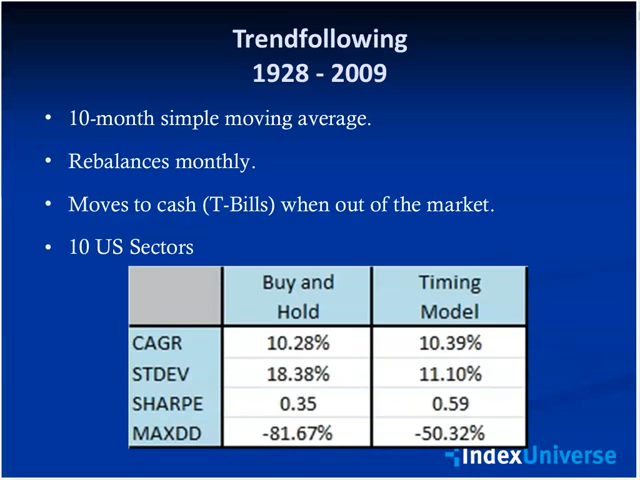 Trendfollowing
1928 - 2009
• 10-month simple moving average.
• Rebalances monthly.
• Moves to cash (T-Bills) when out of the market.
• 10 US Sectors
Buy and Hold Timing Model
CAGR 10.28% 10.39%
STDEV 18.38% 11.10%
SHARPE 0.35 0.59
MAXDD -81.67% -50.32%
IndexUniverse